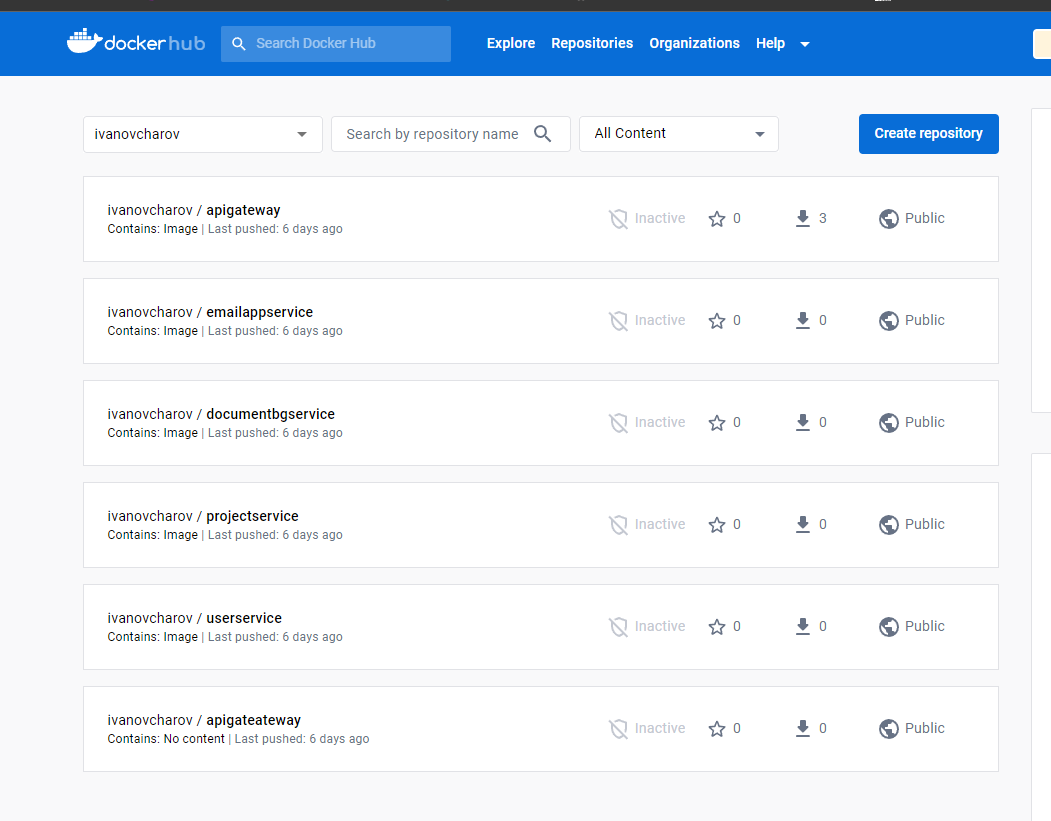 docker hub Search Docker Hub Explore Repositories Organizations Help
ivanovcharov Search by repository name All Content Create repository
ivanovcharov / apigateway
Contains: Image | Last pushed: 6 days ago
Inactive 0 3 Public
ivanovcharov / emailappservice
Contains: Image | Last pushed: 6 days ago
Inactive 0 0 Public
ivanovcharov / documentbgservice
Contains: Image | Last pushed: 6 days ago
Inactive 0 0 Public
ivanovcharov / projectservice
Contains: Image | Last pushed: 6 days ago
Inactive 0 0 Public
ivanovcharov / userservice
Contains: Image | Last pushed: 6 days ago
Inactive 0 0 Public
ivanovcharov / apigateateway
Contains: No content | Last pushed: 6 days ago
Inactive 0 0 Public